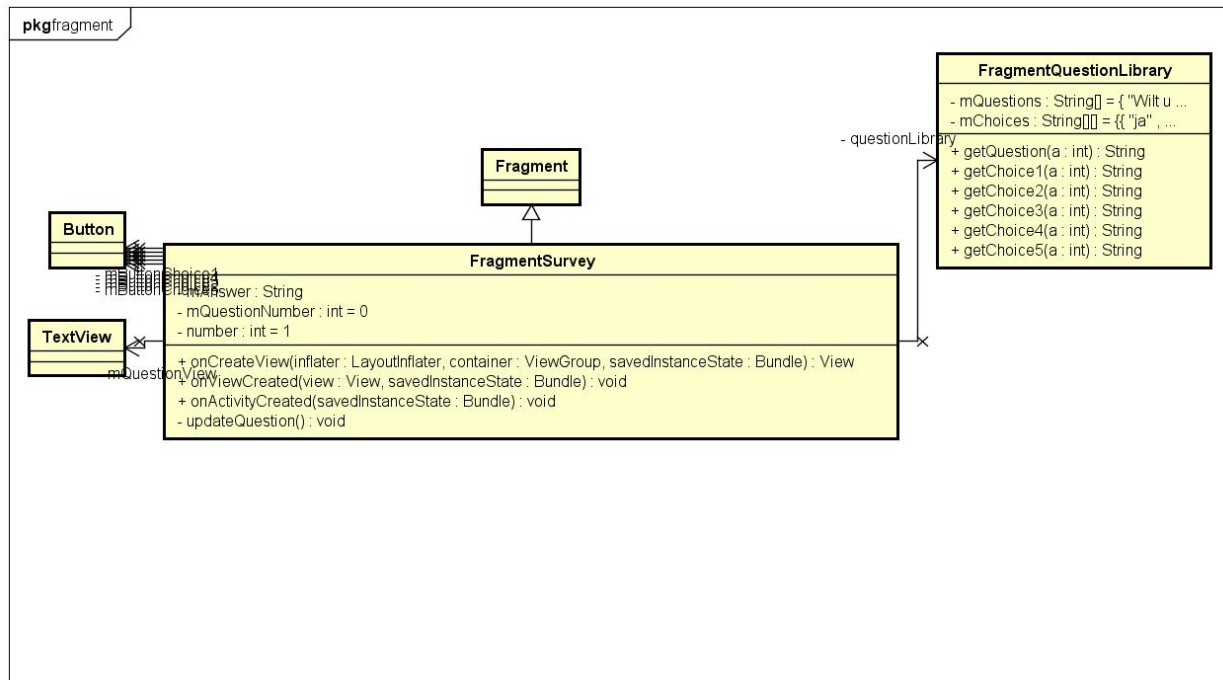 pkg fragment
FragmentQuestionLibrary
- mQuestions : String[] = { "Wilt u ...
- mChoices : String[][] = {{ "ja" , ...
+ getQuestion(a : int) : String
+ getChoice1(a : int) : String
+ getChoice2(a : int) : String
+ getChoice3(a : int) : String
+ getChoice4(a : int) : String
+ getChoice5(a : int) : String
- questionLibrary
Fragment
Button
- mButtonChoice1
FragmentSurvey
- mAnswer : String
- mQuestionNumber : int = 0
- number : int = 1
+ onCreateView(inflater : LayoutInflater, container : ViewGroup, savedInstanceState : Bundle) : View
+ onViewCreated(view : View, savedInstanceState : Bundle) : void
+ onActivityCreated(savedInstanceState : Bundle) : void
- updateQuestion() : void
TextView
mQuestionView